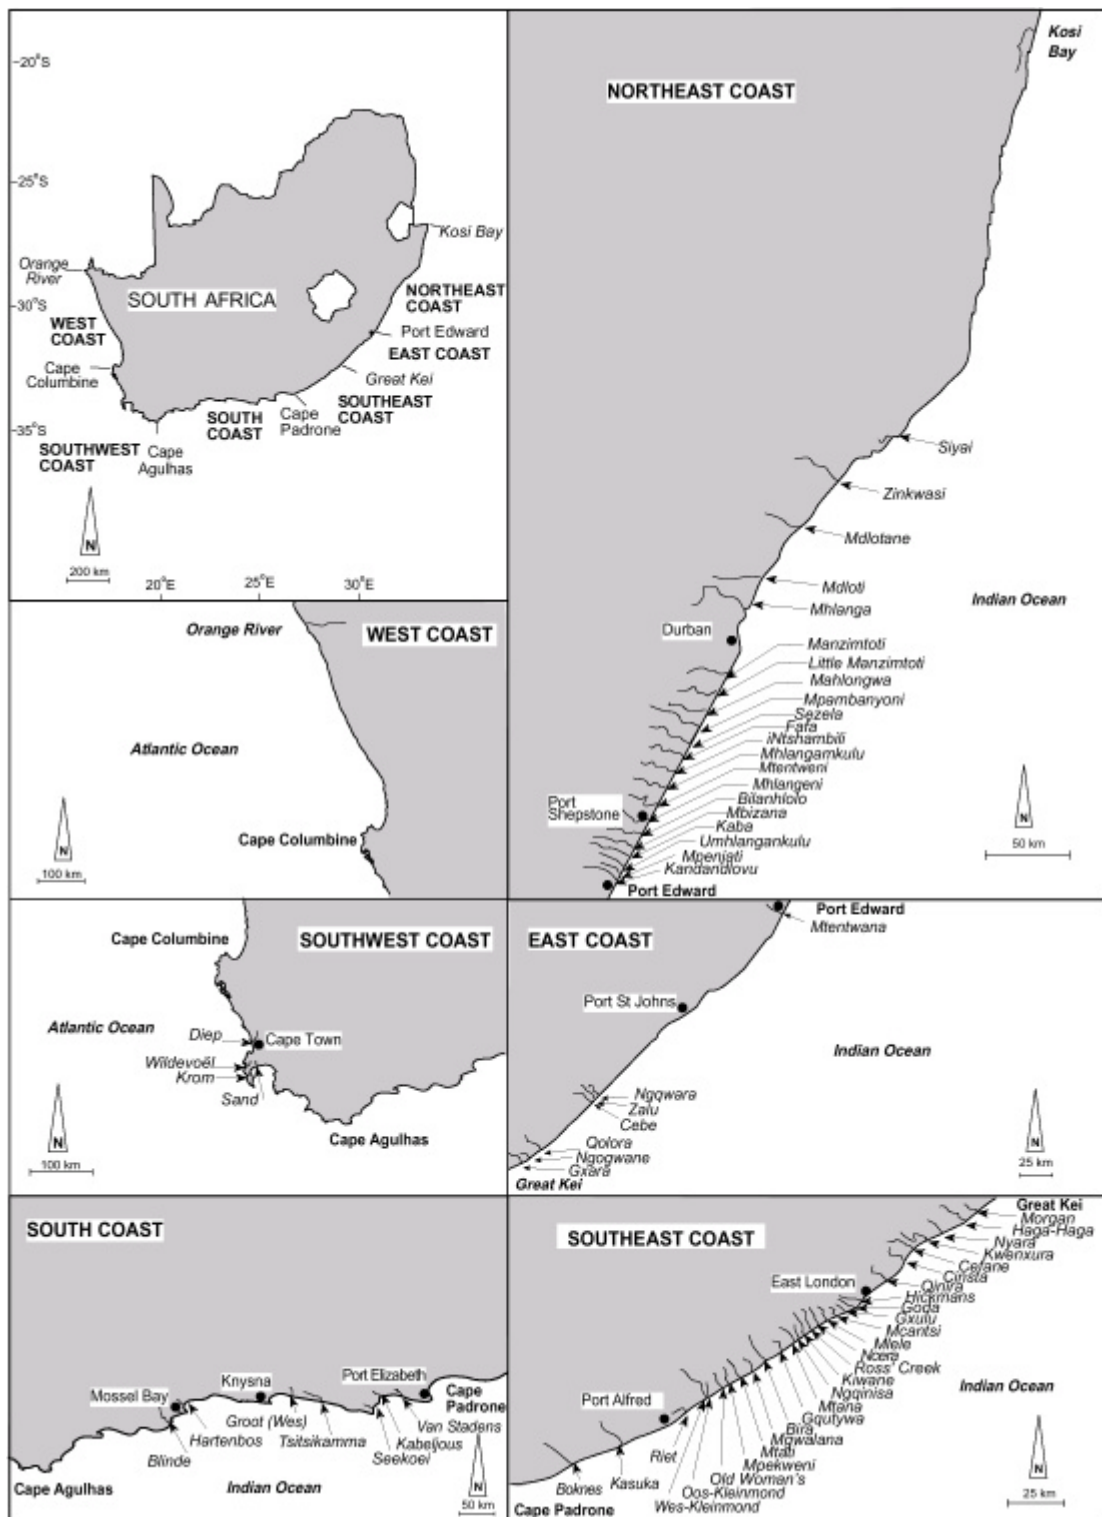 20°S
25°S
Kosi Bay
Orange
River
SOUTH AFRICA
30°S
NORTHEAST
COAST
WEST
COAST
Port Edward
EAST COAST
Cape
Columbine
Great Kei
SOUTH
COAST
Cape
Padrone
SOUTHEAST
COAST
35°S
SOUTHWEST
COAST
Cape
Agulhas
N
200 km
20°E
25°E
30°E
NORTHEAST COAST
Kosi
Bay
Siyai
Zinkwasi
Mdlotane
Mdloti
Mhlanga
Indian Ocean
Durban
Manzimtoti
Little Manzimtoti
Mahlongwa
Mpambanyoni
Sezela
Fafa
iNtshambili
Mhlangamkulu
Mtentweni
Mhlangeni
Bilanhlolo
Mbizana
Kaba
Umhlangankulu
Mpenjati
Kandandlovu
Port
Shepstone
Port Edward
N
50 km
Orange River
WEST COAST
Atlantic Ocean
Cape Columbine
N
100 km
Cape Columbine
SOUTHWEST COAST
Atlantic Ocean
Diep
Cape Town
Wildevoël
Krom
Sand
Cape Agulhas
N
100 km
EAST COAST
Port Edward
Mtentwana
Port St Johns
Indian Ocean
Ngqwara
Zalu
Cebe
Qolora
Ngogwane
Gxara
Great Kei
N
25 km
SOUTH COAST
Mossel Bay
Knysna
Port Elizabeth
Cape
Padrone
Groot (Wes)
Van Stadens
Hartenbos
Tsitsikamma
Kabeljous
Blinde
Seekoei
Cape Agulhas
Indian Ocean
N
50 km
SOUTHEAST COAST
Great Kei
Morgan
Haga-Haga
Nyara
Kwenxura
Cefane
Cintsa
Qinira
East London
Hickmans
Goda
Gxulu
Mcantsi
Mlele
Ncera
Ross' Creek
Kiwane
Ngqinisa
Mtana
Gqutywa
Bira
Mgwalana
Mtati
Mpekweni
Old Woman's
Oos-Kleinmond
Wes-Kleinmond
Port Alfred
Riet
Kasuka
Boknes
Cape Padrone
Indian Ocean
N
25 km